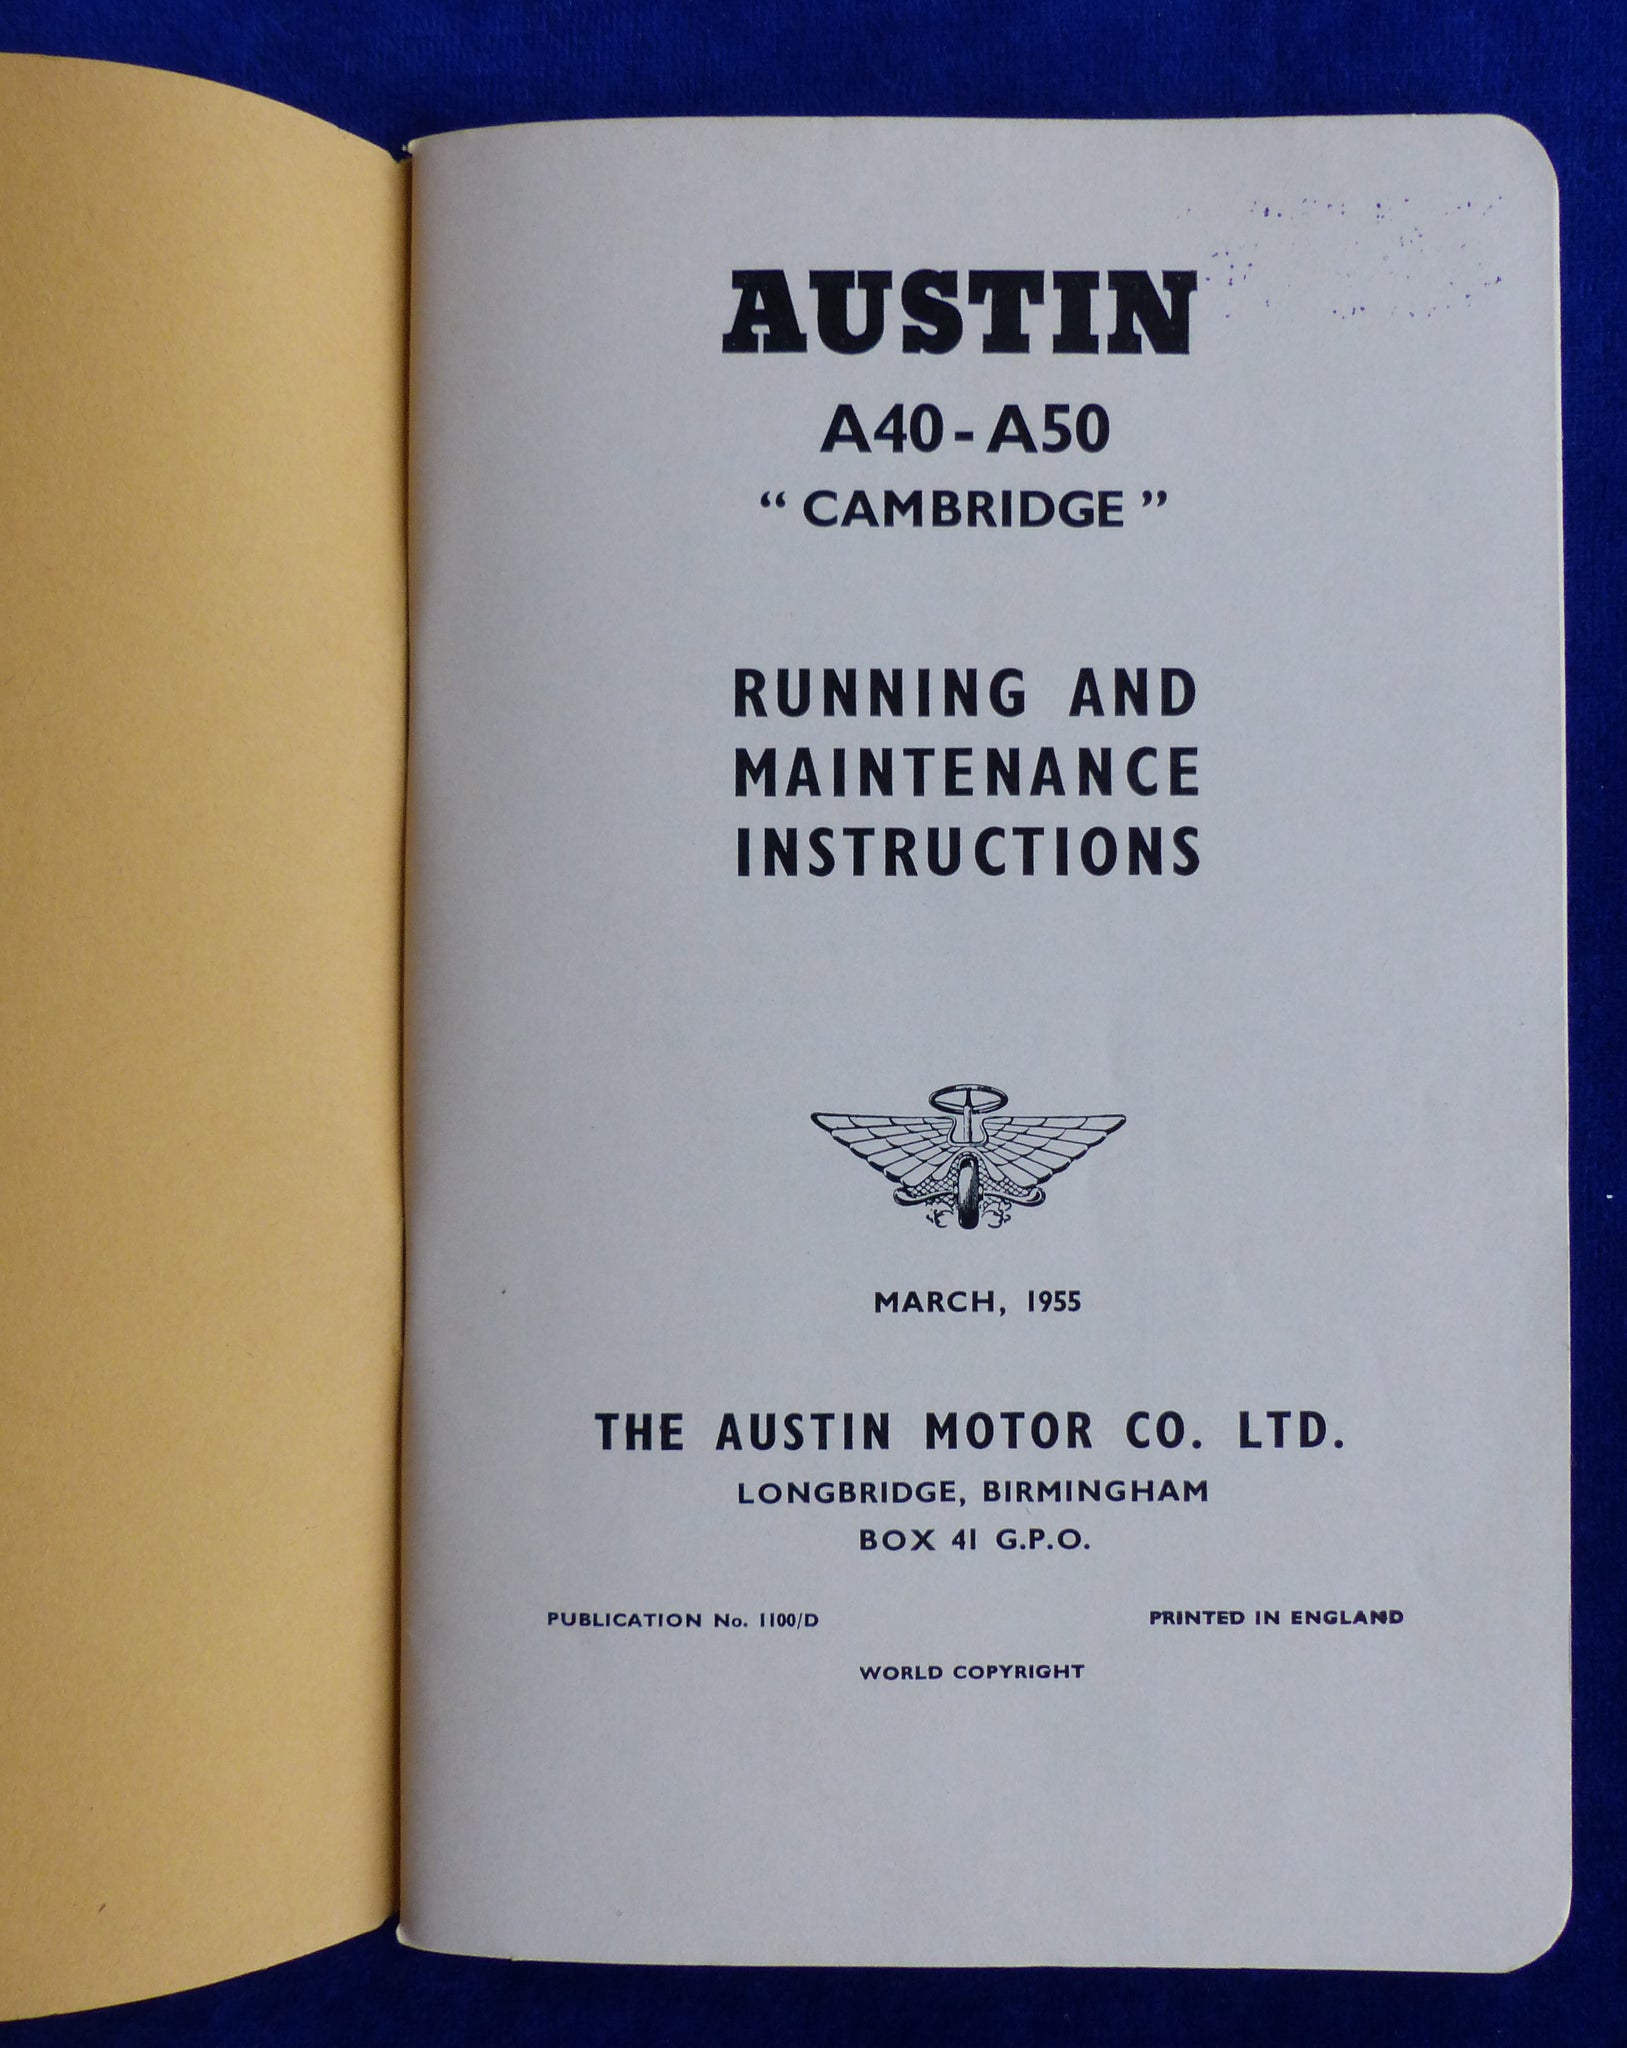 AUSTIN
A40-A50
“CAMBRIDGE”
RUNNING AND
MAINTENANCE
INSTRUCTIONS
MARCH, 1955
THE AUSTIN MOTOR CO. LTD.
LONGBRIDGE, BIRMINGHAM
BOX 41 G.P.O.
PUBLICATION No. 1100/D
PRINTED IN ENGLAND
WORLD COPYRIGHT